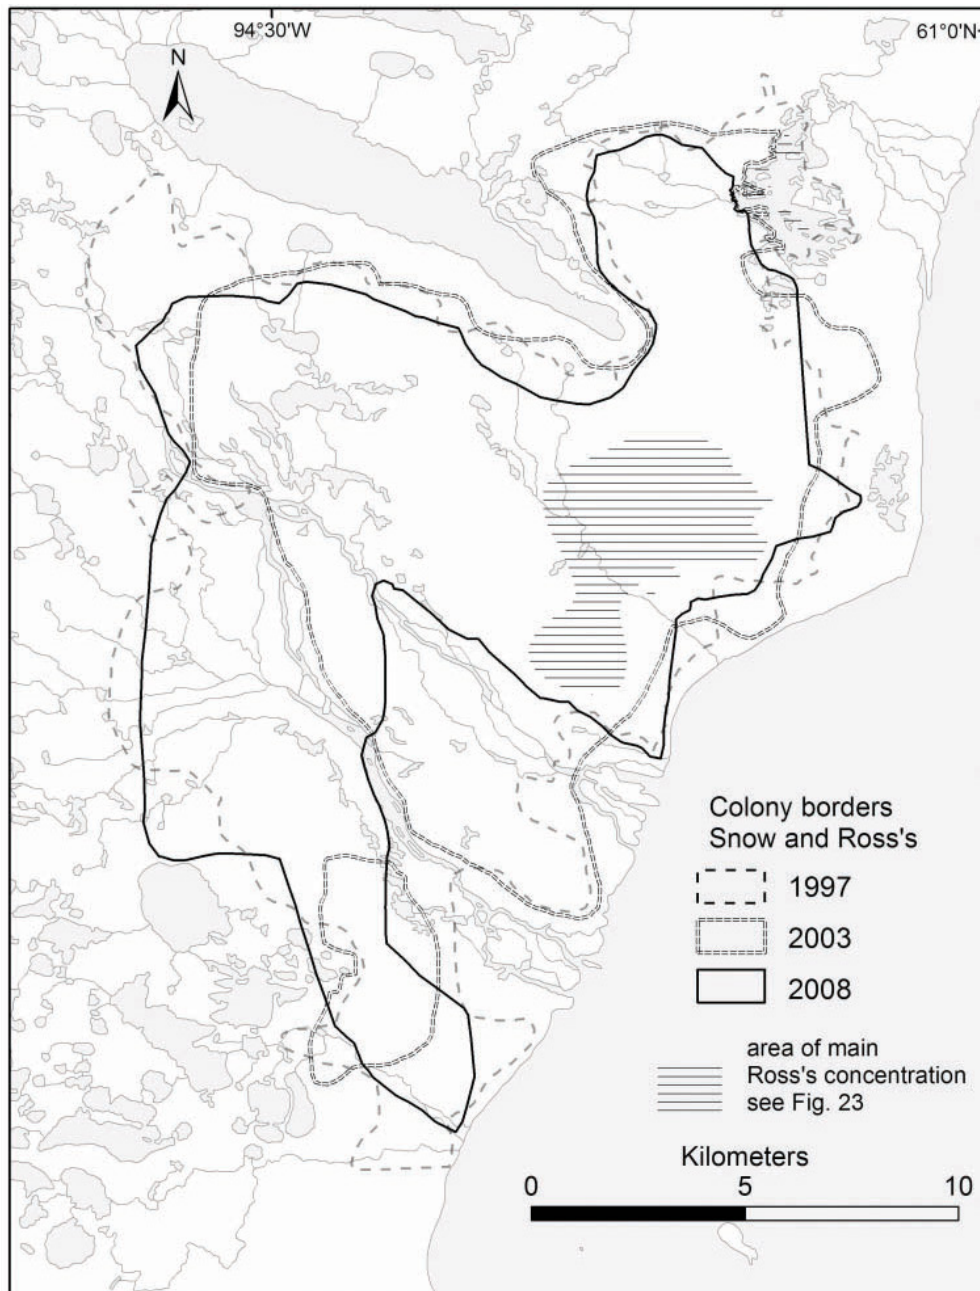 94°30'W
61°0'N
N
Colony borders
Snow and Ross's
1997
2003
2008
area of main
Ross's concentration
see Fig. 23
Kilometers
0 5 10